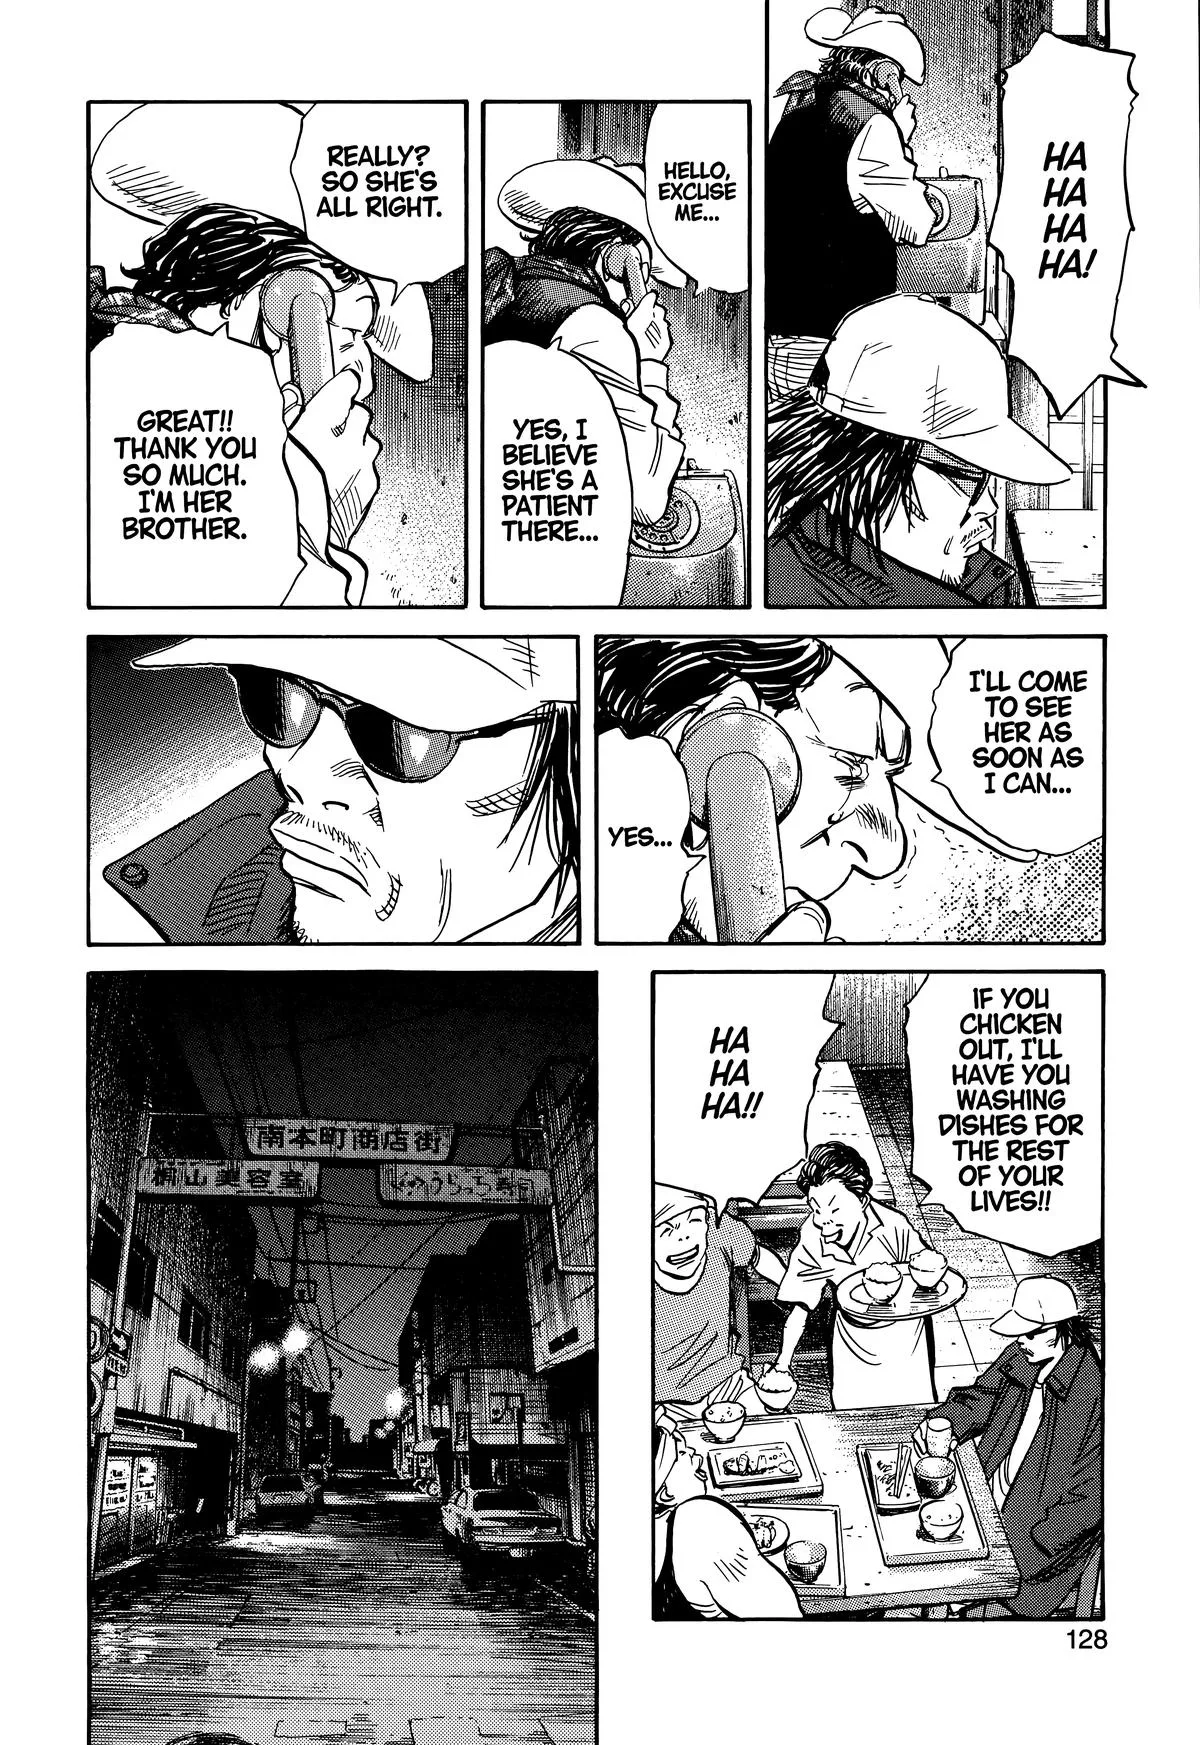 HA
HA
HA
HA!
HELLO,
EXCUSE
ME...
YES, I
BELIEVE
SHE'S A
PATIENT
THERE...
REALLY?
SO SHE'S
ALL RIGHT.
GREAT!!
THANK YOU
SO MUCH.
I'M HER
BROTHER.
I'LL COME
TO SEE
HER AS
SOON AS
I CAN...
YES...
IF YOU
CHICKEN
OUT, I'LL
HAVE YOU
WASHING
DISHES FOR
THE REST
OF YOUR
LIVES!!
HA
HA
HA!!
南本町商店街
桐山美容室
128